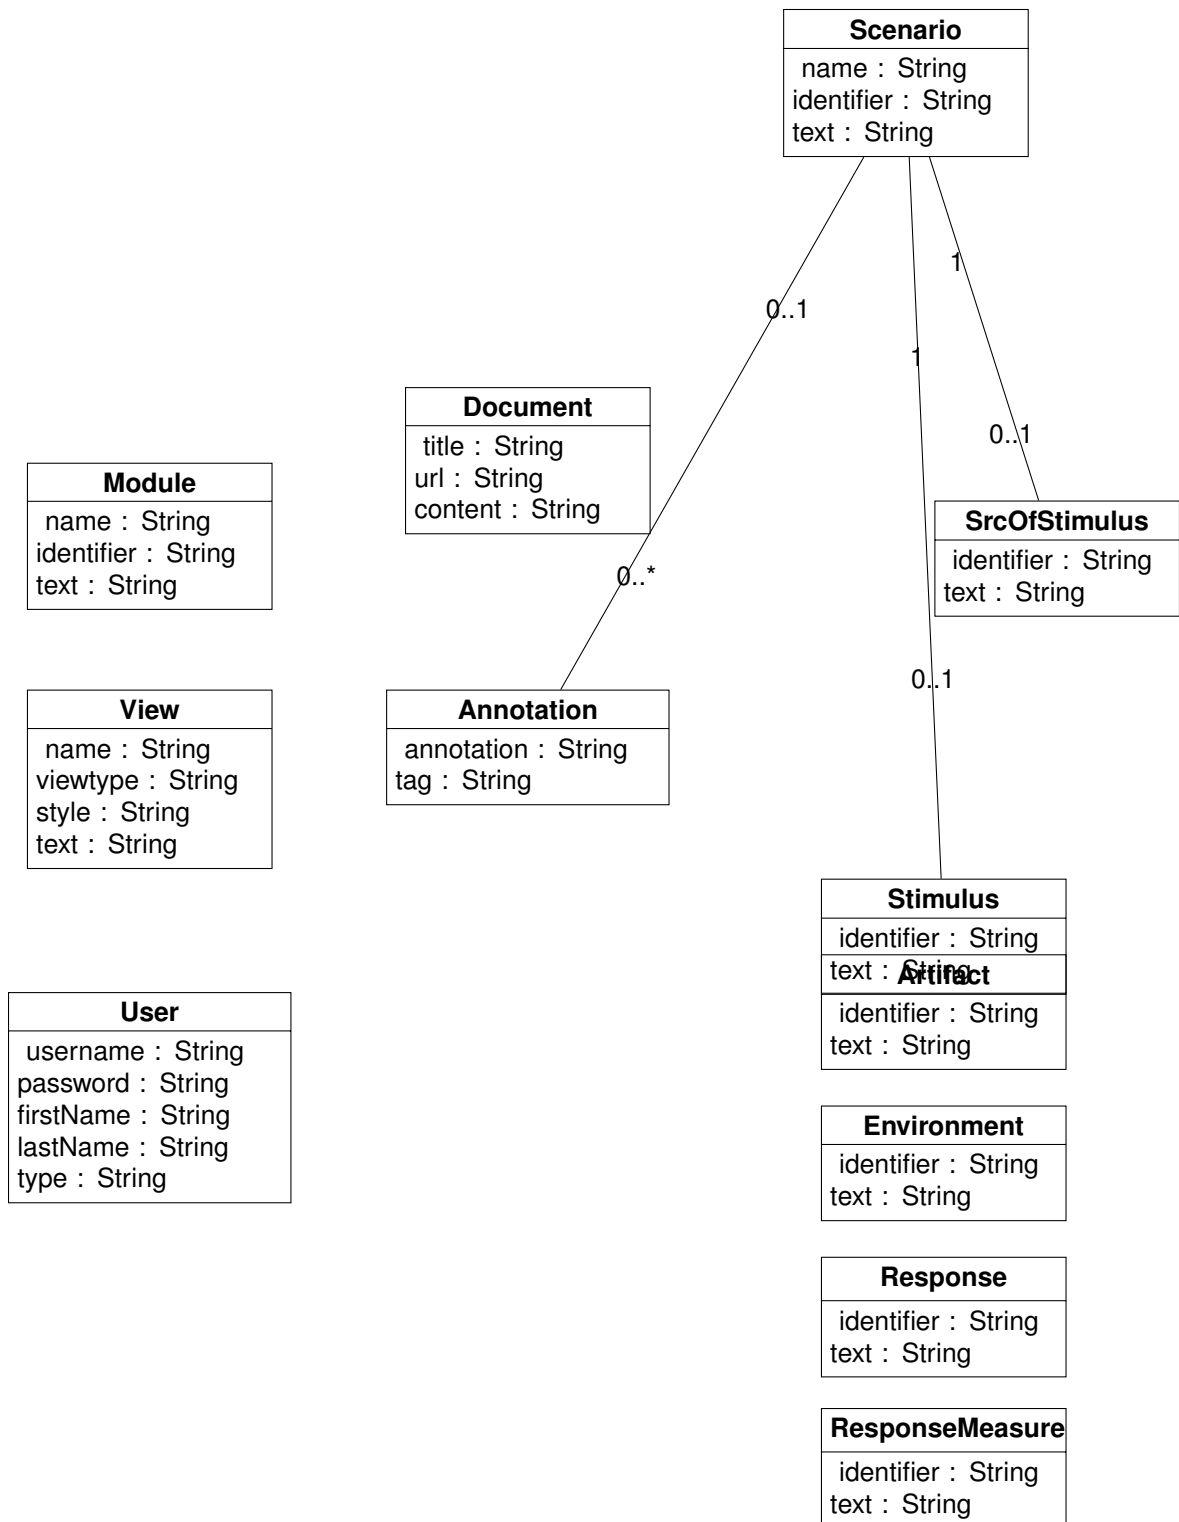 Scenario
name : String
identifier : String
text : String
0..1
1
1
0..1
0..*
0..1
Document
title : String
url : String
content : String
Module
name : String
identifier : String
text : String
SrcOfStimulus
identifier : String
text : String
View
name : String
viewtype : String
style : String
text : String
Annotation
annotation : String
tag : String
Stimulus
identifier : String
text : String
Artifact
identifier : String
text : String
User
username : String
password : String
firstName : String
lastName : String
type : String
Environment
identifier : String
text : String
Response
identifier : String
text : String
ResponseMeasure
identifier : String
text : String